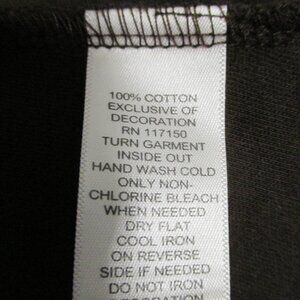 100% COTTON
EXCLUSIVE OF
DECORATION
RN 117150
TURN GARMENT
INSIDE OUT
HAND WASH COLD
ONLY NON-
CHLORINE BLEACH
WHEN NEEDED
DRY FLAT
COOL IRON
ON REVERSE
SIDE IF NEEDED
DO NOT IRON
DECORATION